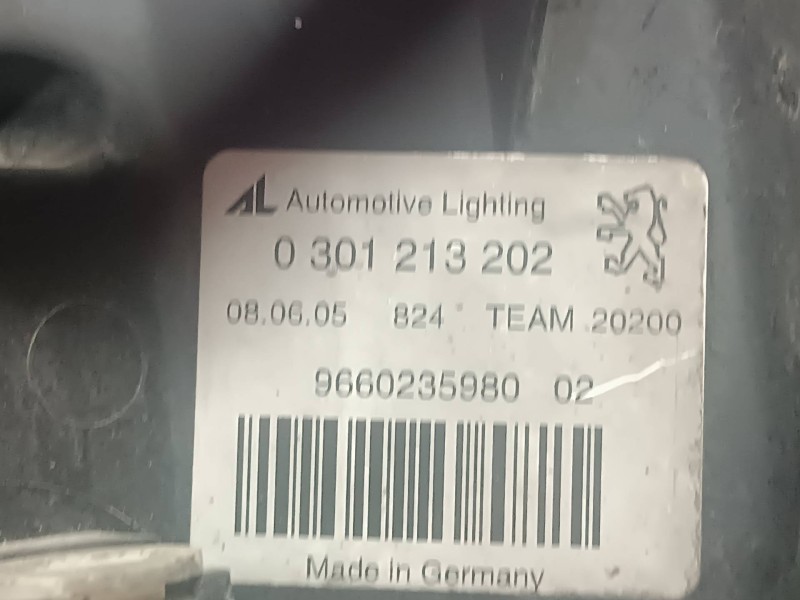 AL Automotive Lighting
0 301 213 202
08.06.05 824 TEAM 20200
9660235980 02
Made in Germany